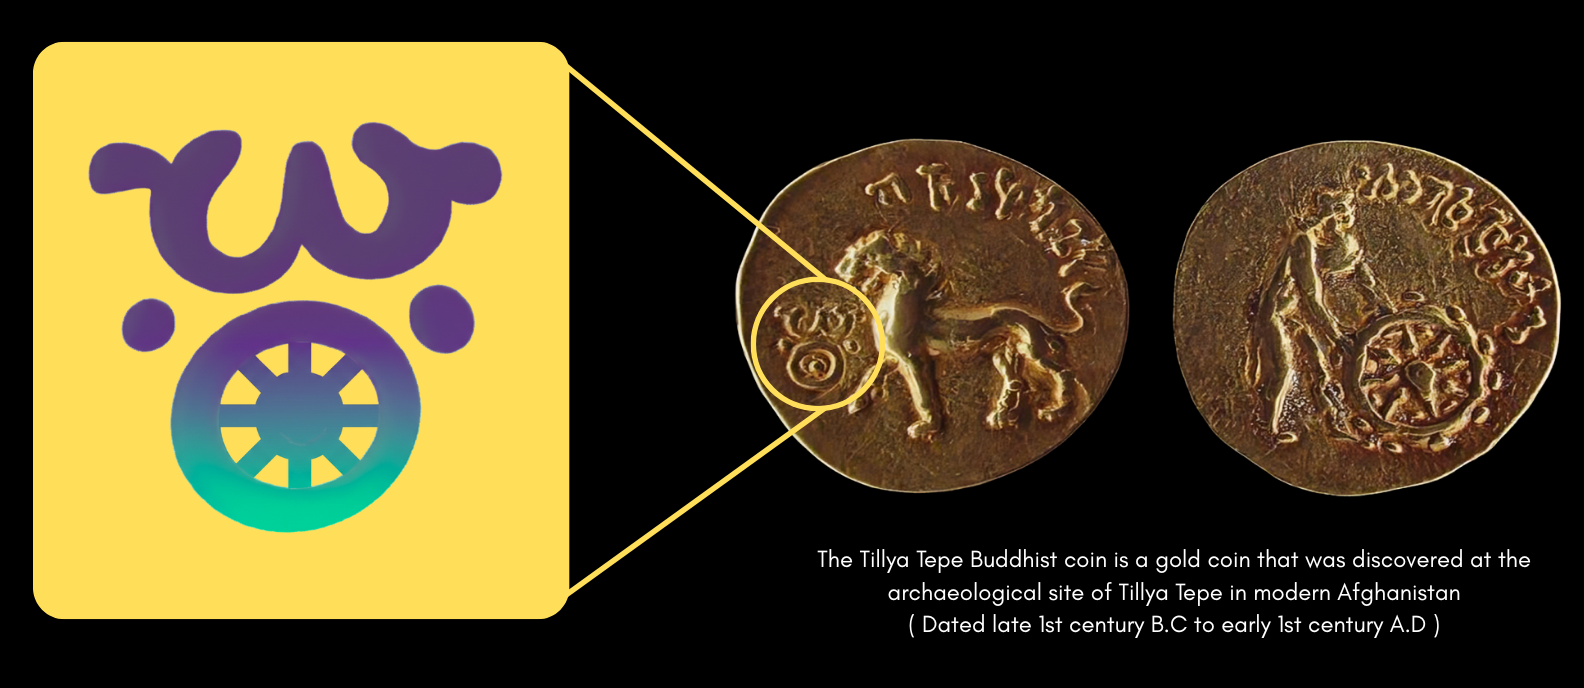 The Tillya Tepe Buddhist coin is a gold coin that was discovered at the
archaeological site of Tillya Tepe in modern Afghanistan
( Dated late 1st century B.C to early 1st century A.D )